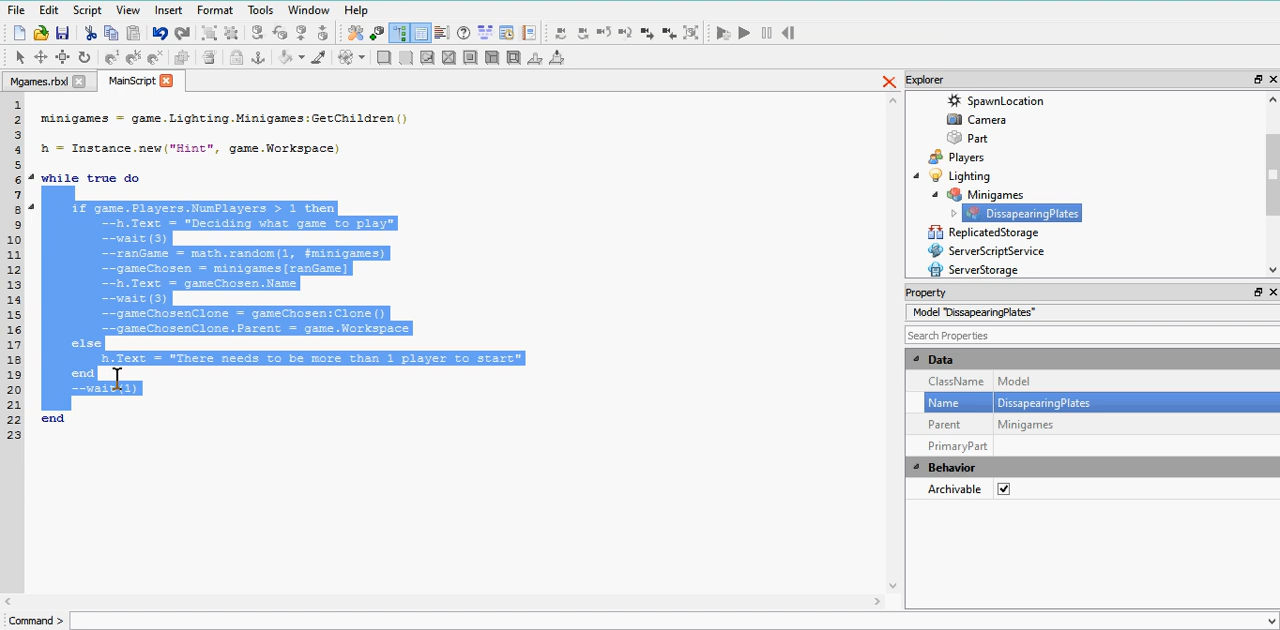 File Edit Script View Insert Format Tools Window Help
Mgames.rbxl MainScript
1
2 minigames = game.Lighting.Minigames:GetChildren()
3
4 h = Instance.new("Hint", game.Workspace)
5
6 while true do
7
8 if game.Players.NumPlayers > 1 then
9 --h.Text = "Deciding what game to play"
10 --wait(3)
11 --ranGame = math.random(1, #minigames)
12 --gameChosen = minigames[ranGame]
13 --h.Text = gameChosen.Name
14 --wait(3)
15 --gameChosenClone = gameChosen:Clone()
16 --gameChosenClone.Parent = game.Workspace
17 else
18 h.Text = "There needs to be more than 1 player to start"
19 end
20 --wait(1)
21
22 end
23
Explorer
SpawnLocation
Camera
Part
Players
Lighting
Minigames
DissapearingPlates
ReplicatedStorage
ServerScriptService
ServerStorage
Property
Model "DissapearingPlates"
Search Properties
Data
ClassName Model
Name DissapearingPlates
Parent Minigames
PrimaryPart
Behavior
Archivable
Command >